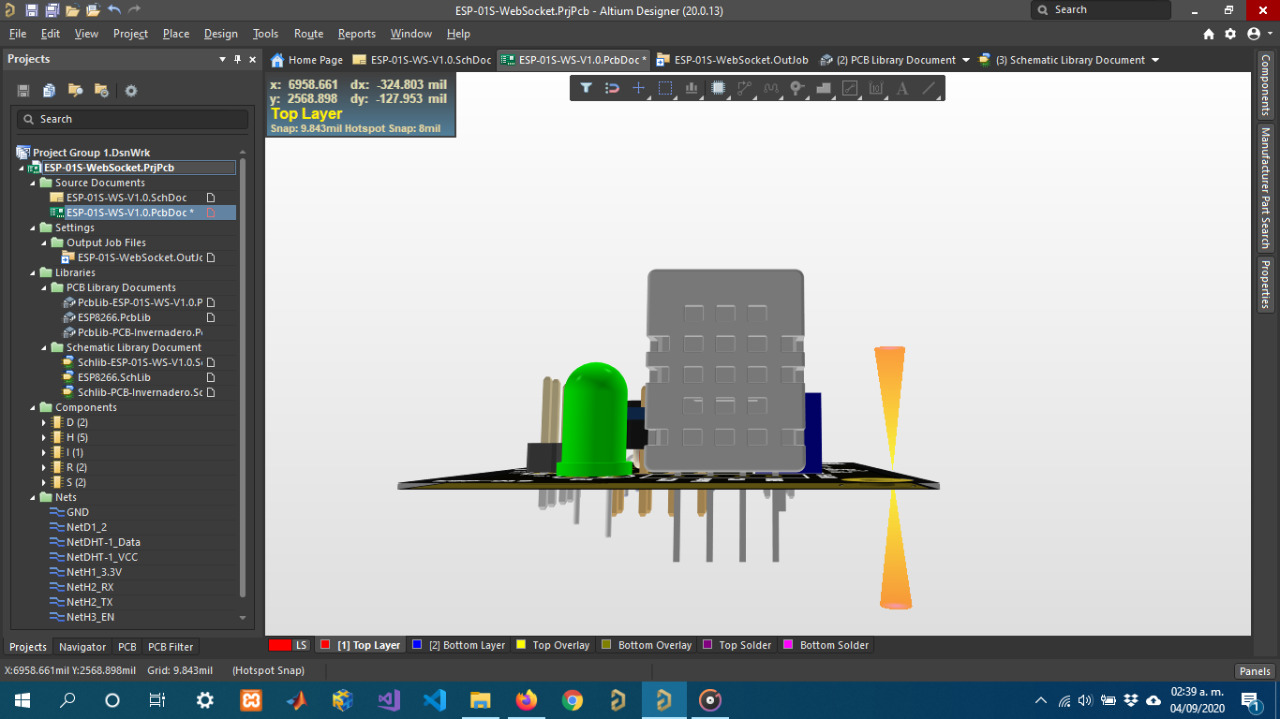 ESP-01S-WebSocket.PrjPcb - Altium Designer (20.0.13)
Search
File Edit View Project Place Design Tools Route Reports Window Help
Projects
Home Page ESP-01S-WS-V1.0.SchDoc ESP-01S-WS-V1.0.PcbDoc * ESP-01S-WebSocket.OutJob (2) PCB Library Document (3) Schematic Library Document
x: 6958.661 dx: -324.803 mil
y: 2568.898 dy: -127.953 mil
Top Layer
Snap: 9.843mil Hotspot Snap: 8mil
Search
Project Group 1.DsnWrk
ESP-01S-WebSocket.PrjPcb
Source Documents
ESP-01S-WS-V1.0.SchDoc
ESP-01S-WS-V1.0.PcbDoc *
Settings
Output Job Files
ESP-01S-WebSocket.OutJo
Libraries
PCB Library Documents
PcbLib-ESP-01S-WS-V1.0.P
ESP8266.PcbLib
PcbLib-PCB-Invernadero.Pc
Schematic Library Document
Schlib-ESP-01S-WS-V1.0.Sc
ESP8266.SchLib
Schlib-PCB-Invernadero.Sc
Components
D (2)
H (5)
I (1)
R (2)
S (2)
Nets
GND
NetD1_2
NetDHT-1_Data
NetDHT-1_VCC
NetH1_3.3V
NetH2_RX
NetH2_TX
NetH3_EN
Components
Manufacturer Part Search
Properties
Projects Navigator PCB PCB Filter
LS [1] Top Layer [2] Bottom Layer Top Overlay Bottom Overlay Top Solder Bottom Solder
X:6958.661mil Y:2568.898mil Grid: 9.843mil (Hotspot Snap)
Panels
02:39 a. m.
04/09/2020
1